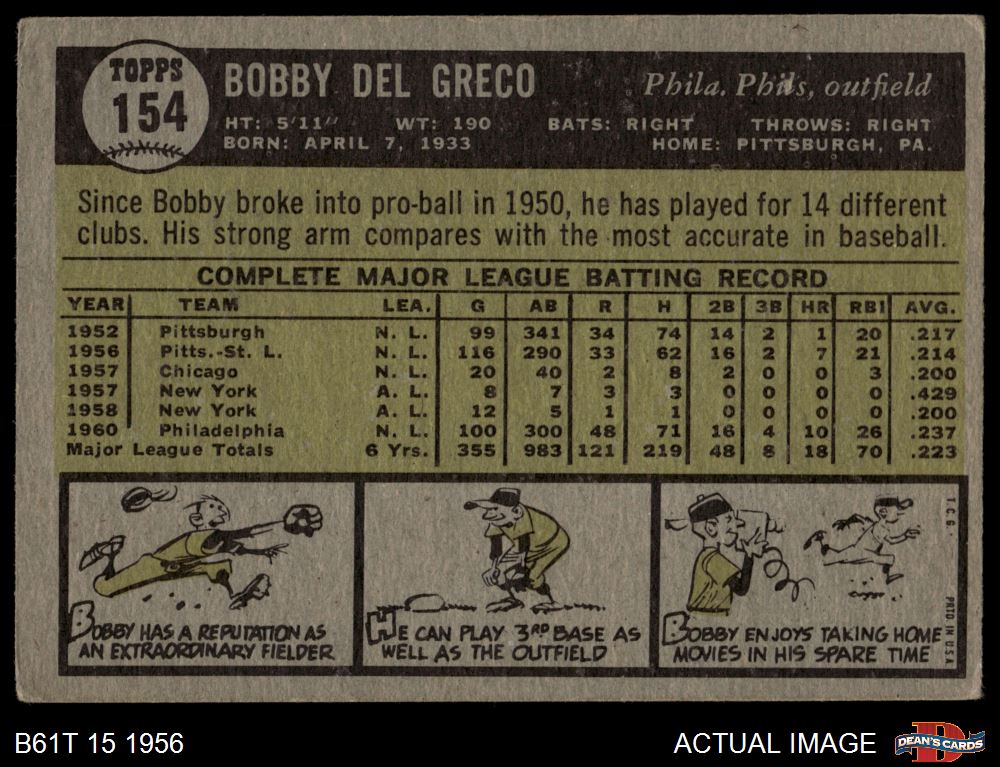 TOPPS
154
BOBBY DEL GRECO
Phila. Phils, outfield
HT: 5'11" WT: 190 BATS: RIGHT THROWS: RIGHT
BORN: APRIL 7, 1933 HOME: PITTSBURGH, PA.
Since Bobby broke into pro-ball in 1950, he has played for 14 different
clubs. His strong arm compares with the most accurate in baseball.
COMPLETE MAJOR LEAGUE BATTING RECORD
YEAR TEAM LEA. G AB R H 2B 3B HR RBI AVG.
1952 Pittsburgh N. L. 99 341 34 74 14 2 1 20 .217
1956 Pitts.-St. L. N. L. 116 290 33 62 16 2 7 21 .214
1957 Chicago N. L. 20 40 2 8 2 0 0 3 .200
1957 New York A. L. 8 7 3 3 0 0 0 0 .429
1958 New York A. L. 12 5 1 1 0 0 0 0 .200
1960 Philadelphia N. L. 100 300 48 71 16 4 10 26 .237
Major League Totals 6 Yrs. 355 983 121 219 48 8 18 70 .223
BOBBY HAS A REPUTATION AS
AN EXTRAORDINARY FIELDER
HE CAN PLAY 3RD BASE AS
WELL AS THE OUTFIELD
BOBBY ENJOYS TAKING HOME
MOVIES IN HIS SPARE TIME
T.C.G. PRTD. IN U.S.A.
B61T 15 1956
ACTUAL IMAGE
D
DEAN'S CARDS